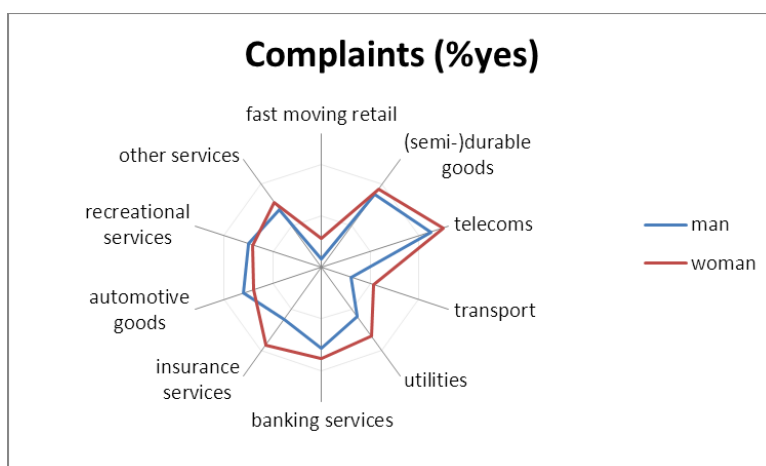 Complaints (%yes)
fast moving retail
(semi-)durable
goods
telecoms
transport
utilities
banking services
insurance
services
automotive
goods
recreational
services
other services
man
woman